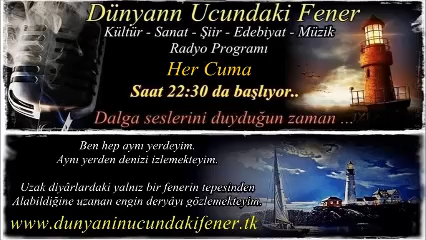 Dünyann Ucundaki Fener
Kültür - Sanat - Şiir - Edebiyat - Müzik
Radyo Programı
Her Cuma
Saat 22:30 da başlıyor..
Dalga seslerini duyduğun zaman ...
Ben hep aynı yerdeyim.
Aynı yerden denizi izlemekteyim.
Uzak diyârlardaki yalnız bir fenerin tepesinden
Alabildiğine uzanan engin deryâyı gözlemekteyim.
www.dunyaninucundakifener.tk